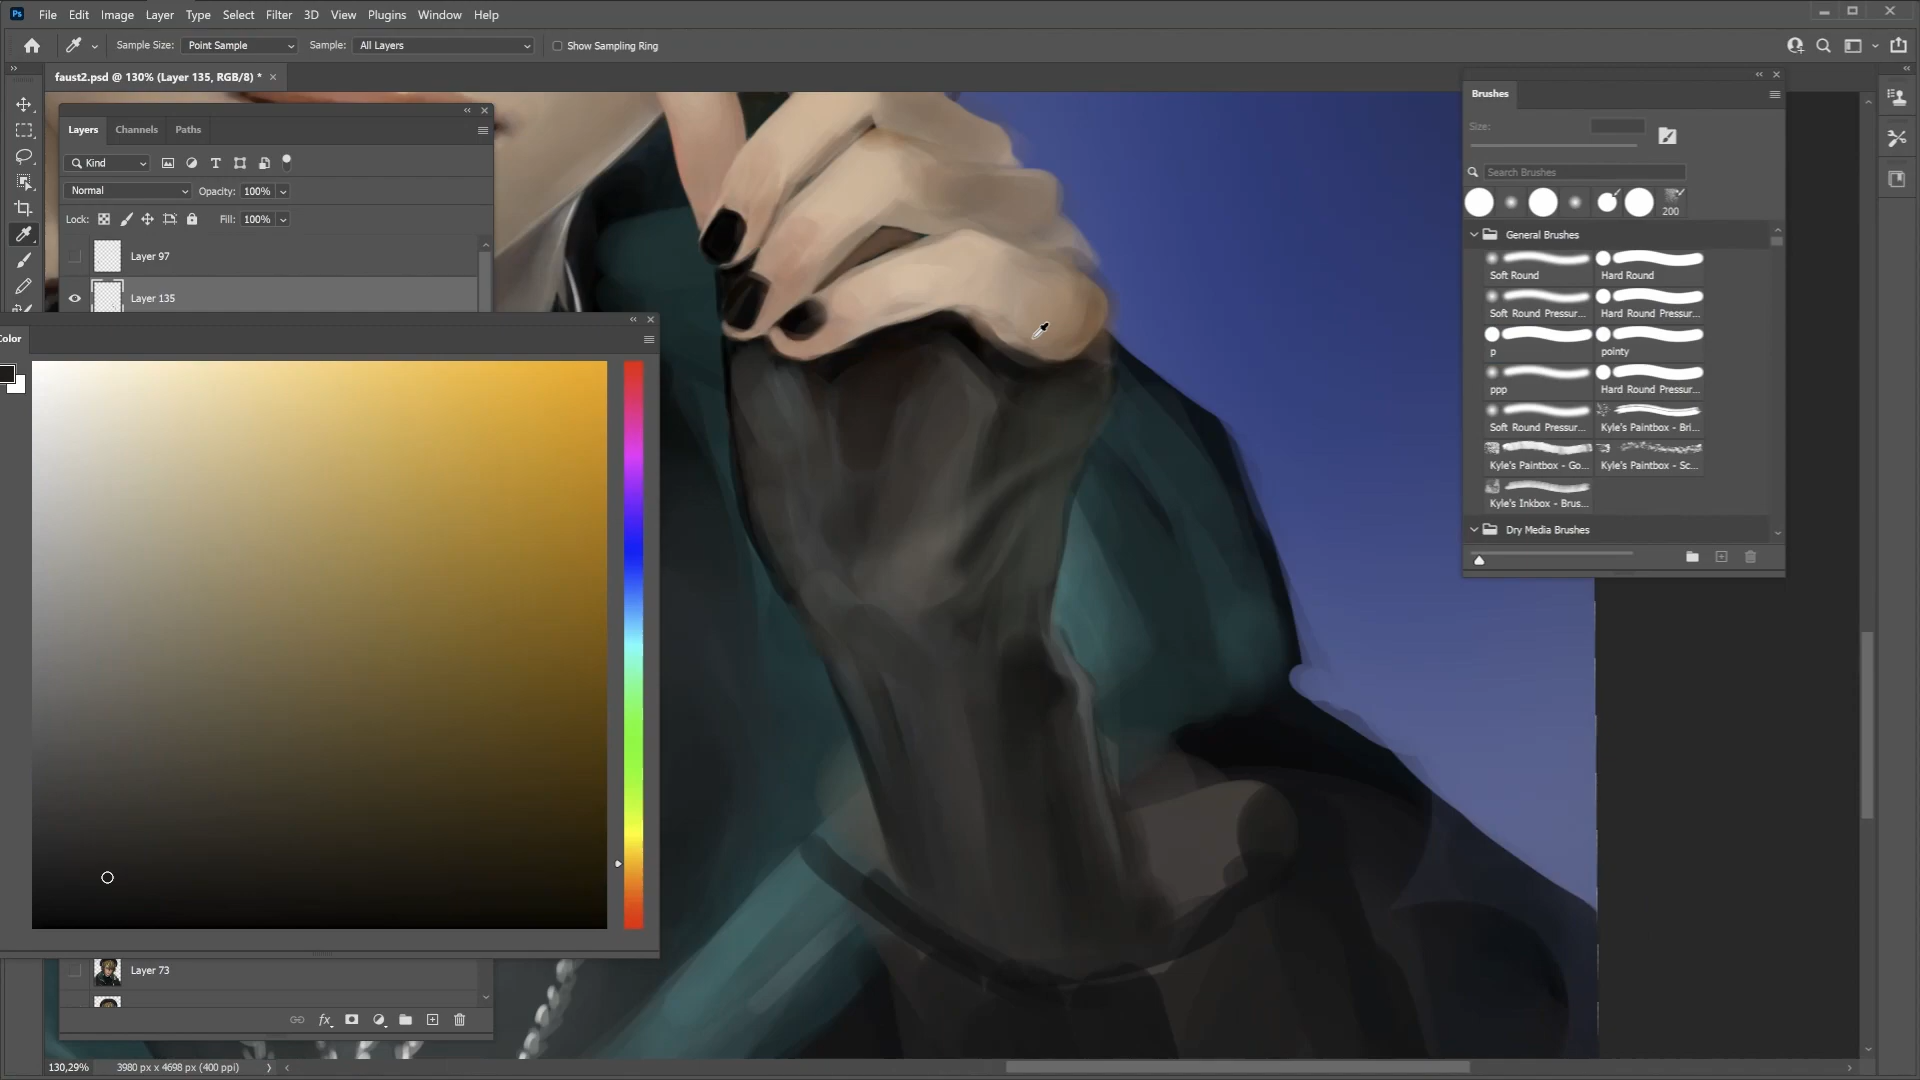 Ps File Edit Image Layer Type Select Filter 3D View Plugins Window Help
Sample Size: Point Sample Sample: All Layers Show Sampling Ring
faust2.psd @ 130% (Layer 135, RGB/8) *
Layers Channels Paths
Kind
Normal Opacity: 100%
Lock: Fill: 100%
Layer 97
Layer 135
Color
Layer 73
fx
130,29% 3980 px x 4698 px (400 ppi)
Brushes
Size:
Search Brushes
200
General Brushes
Soft Round Hard Round
Soft Round Pressur... Hard Round Pressur...
p pointy
ppp Hard Round Pressur...
Soft Round Pressur... Kyle's Paintbox - Bri...
Kyle's Paintbox - Go... Kyle's Paintbox - Sc...
Kyle's Inkbox - Brus...
Dry Media Brushes